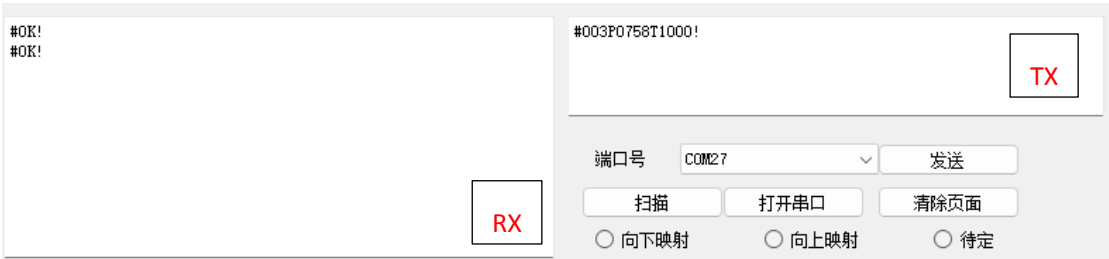 #OK!
#OK!
RX
#003P0758T1000!
TX
端口号 COM27 发送
扫描 打开串口 清除页面
向下映射 向上映射 待定